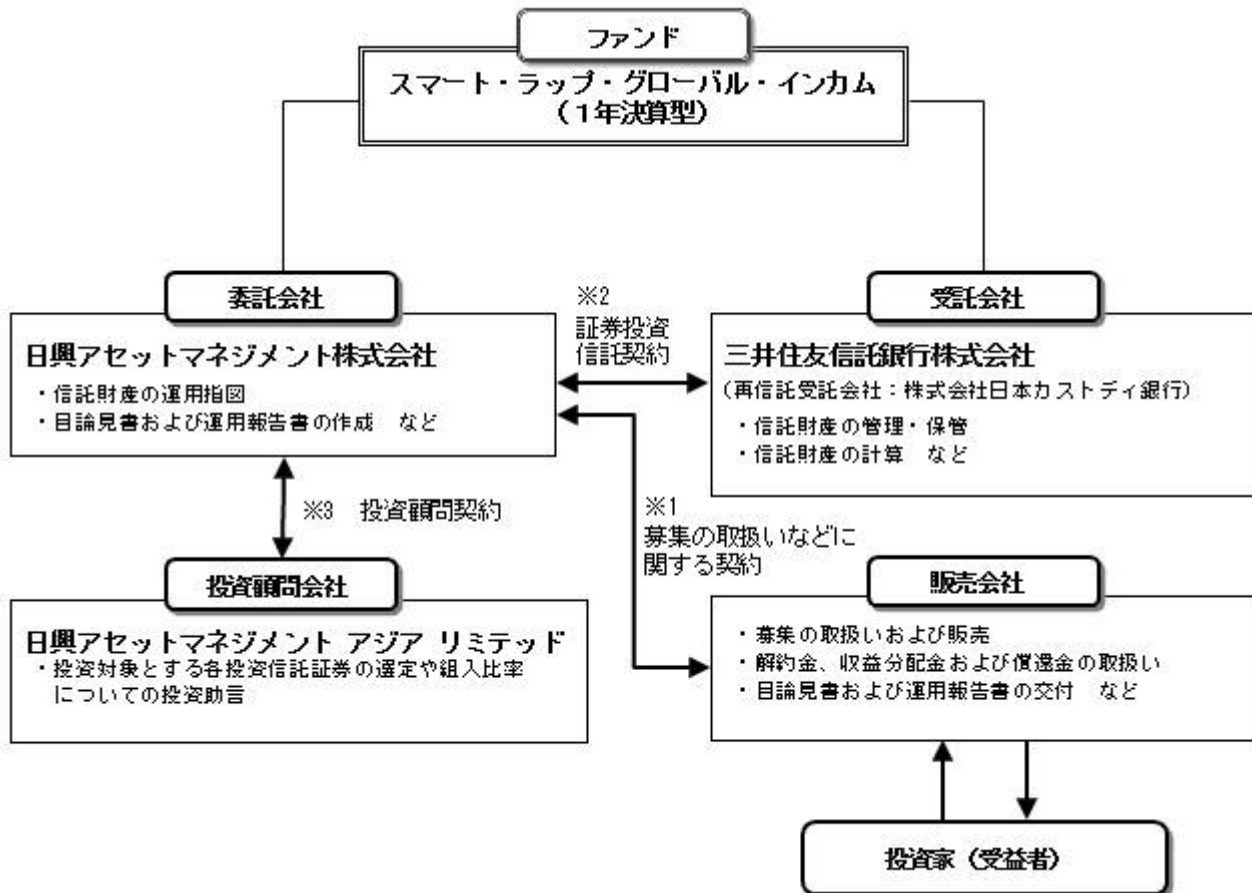 ファンド
スマート・ラップ・グローバル・インカム
（１年決算型）
委託会社
日興アセットマネジメント株式会社
・信託財産の運用指図
・目論見書および運用報告書の作成　など
※2
証券投資
信託契約
受託会社
三井住友信託銀行株式会社
（再信託受託会社：株式会社日本カストディ銀行）
・信託財産の管理・保管
・信託財産の計算　など
※3　投資顧問契約
※1
募集の取扱いなどに
関する契約
投資顧問会社
日興アセットマネジメント アジア リミテッド
・投資対象とする各投資信託証券の選定や組入比率
についての投資助言
販売会社
・募集の取扱いおよび販売
・解約金、収益分配金および償還金の取扱い
・目論見書および運用報告書の交付　など
投資家（受益者）